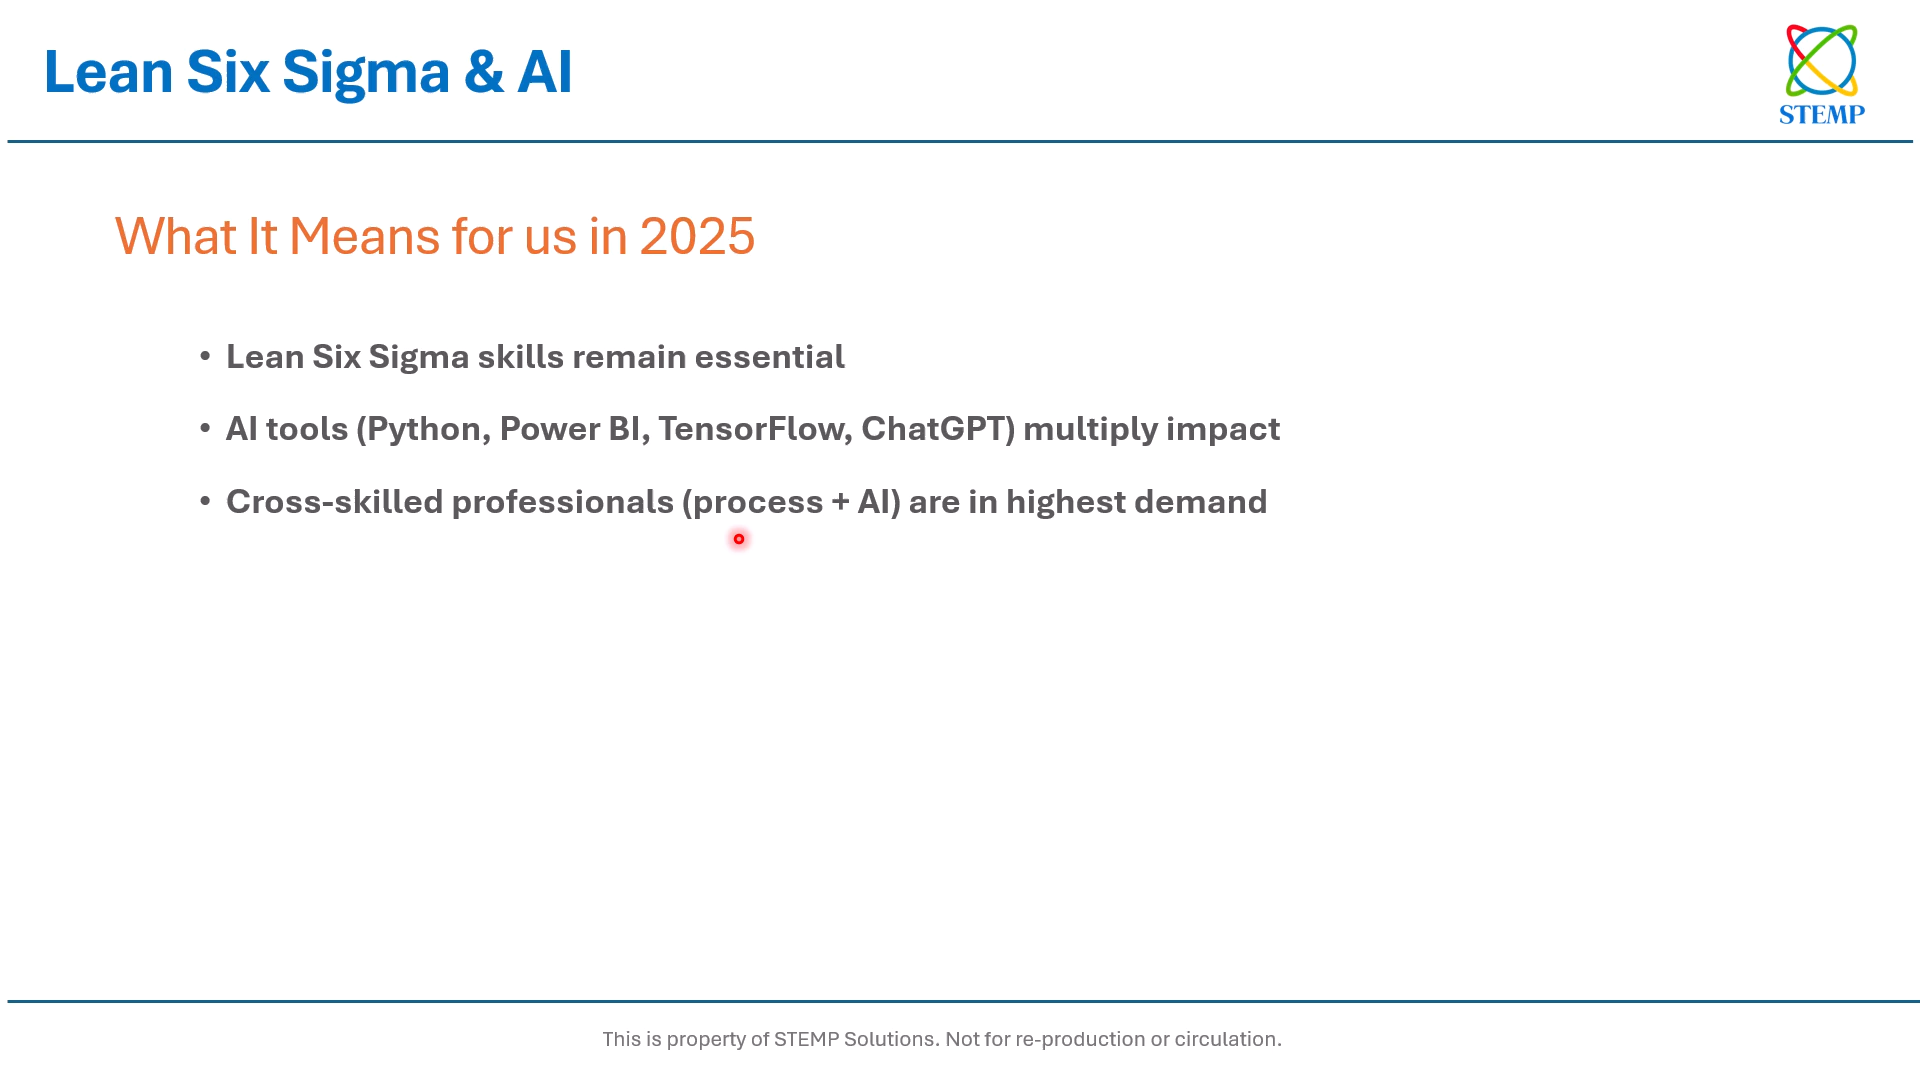 Lean Six Sigma & AI
STEMP
What It Means for us in 2025
• Lean Six Sigma skills remain essential
• AI tools (Python, Power BI, TensorFlow, ChatGPT) multiply impact
• Cross-skilled professionals (process + AI) are in highest demand
This is property of STEMP Solutions. Not for re-production or circulation.